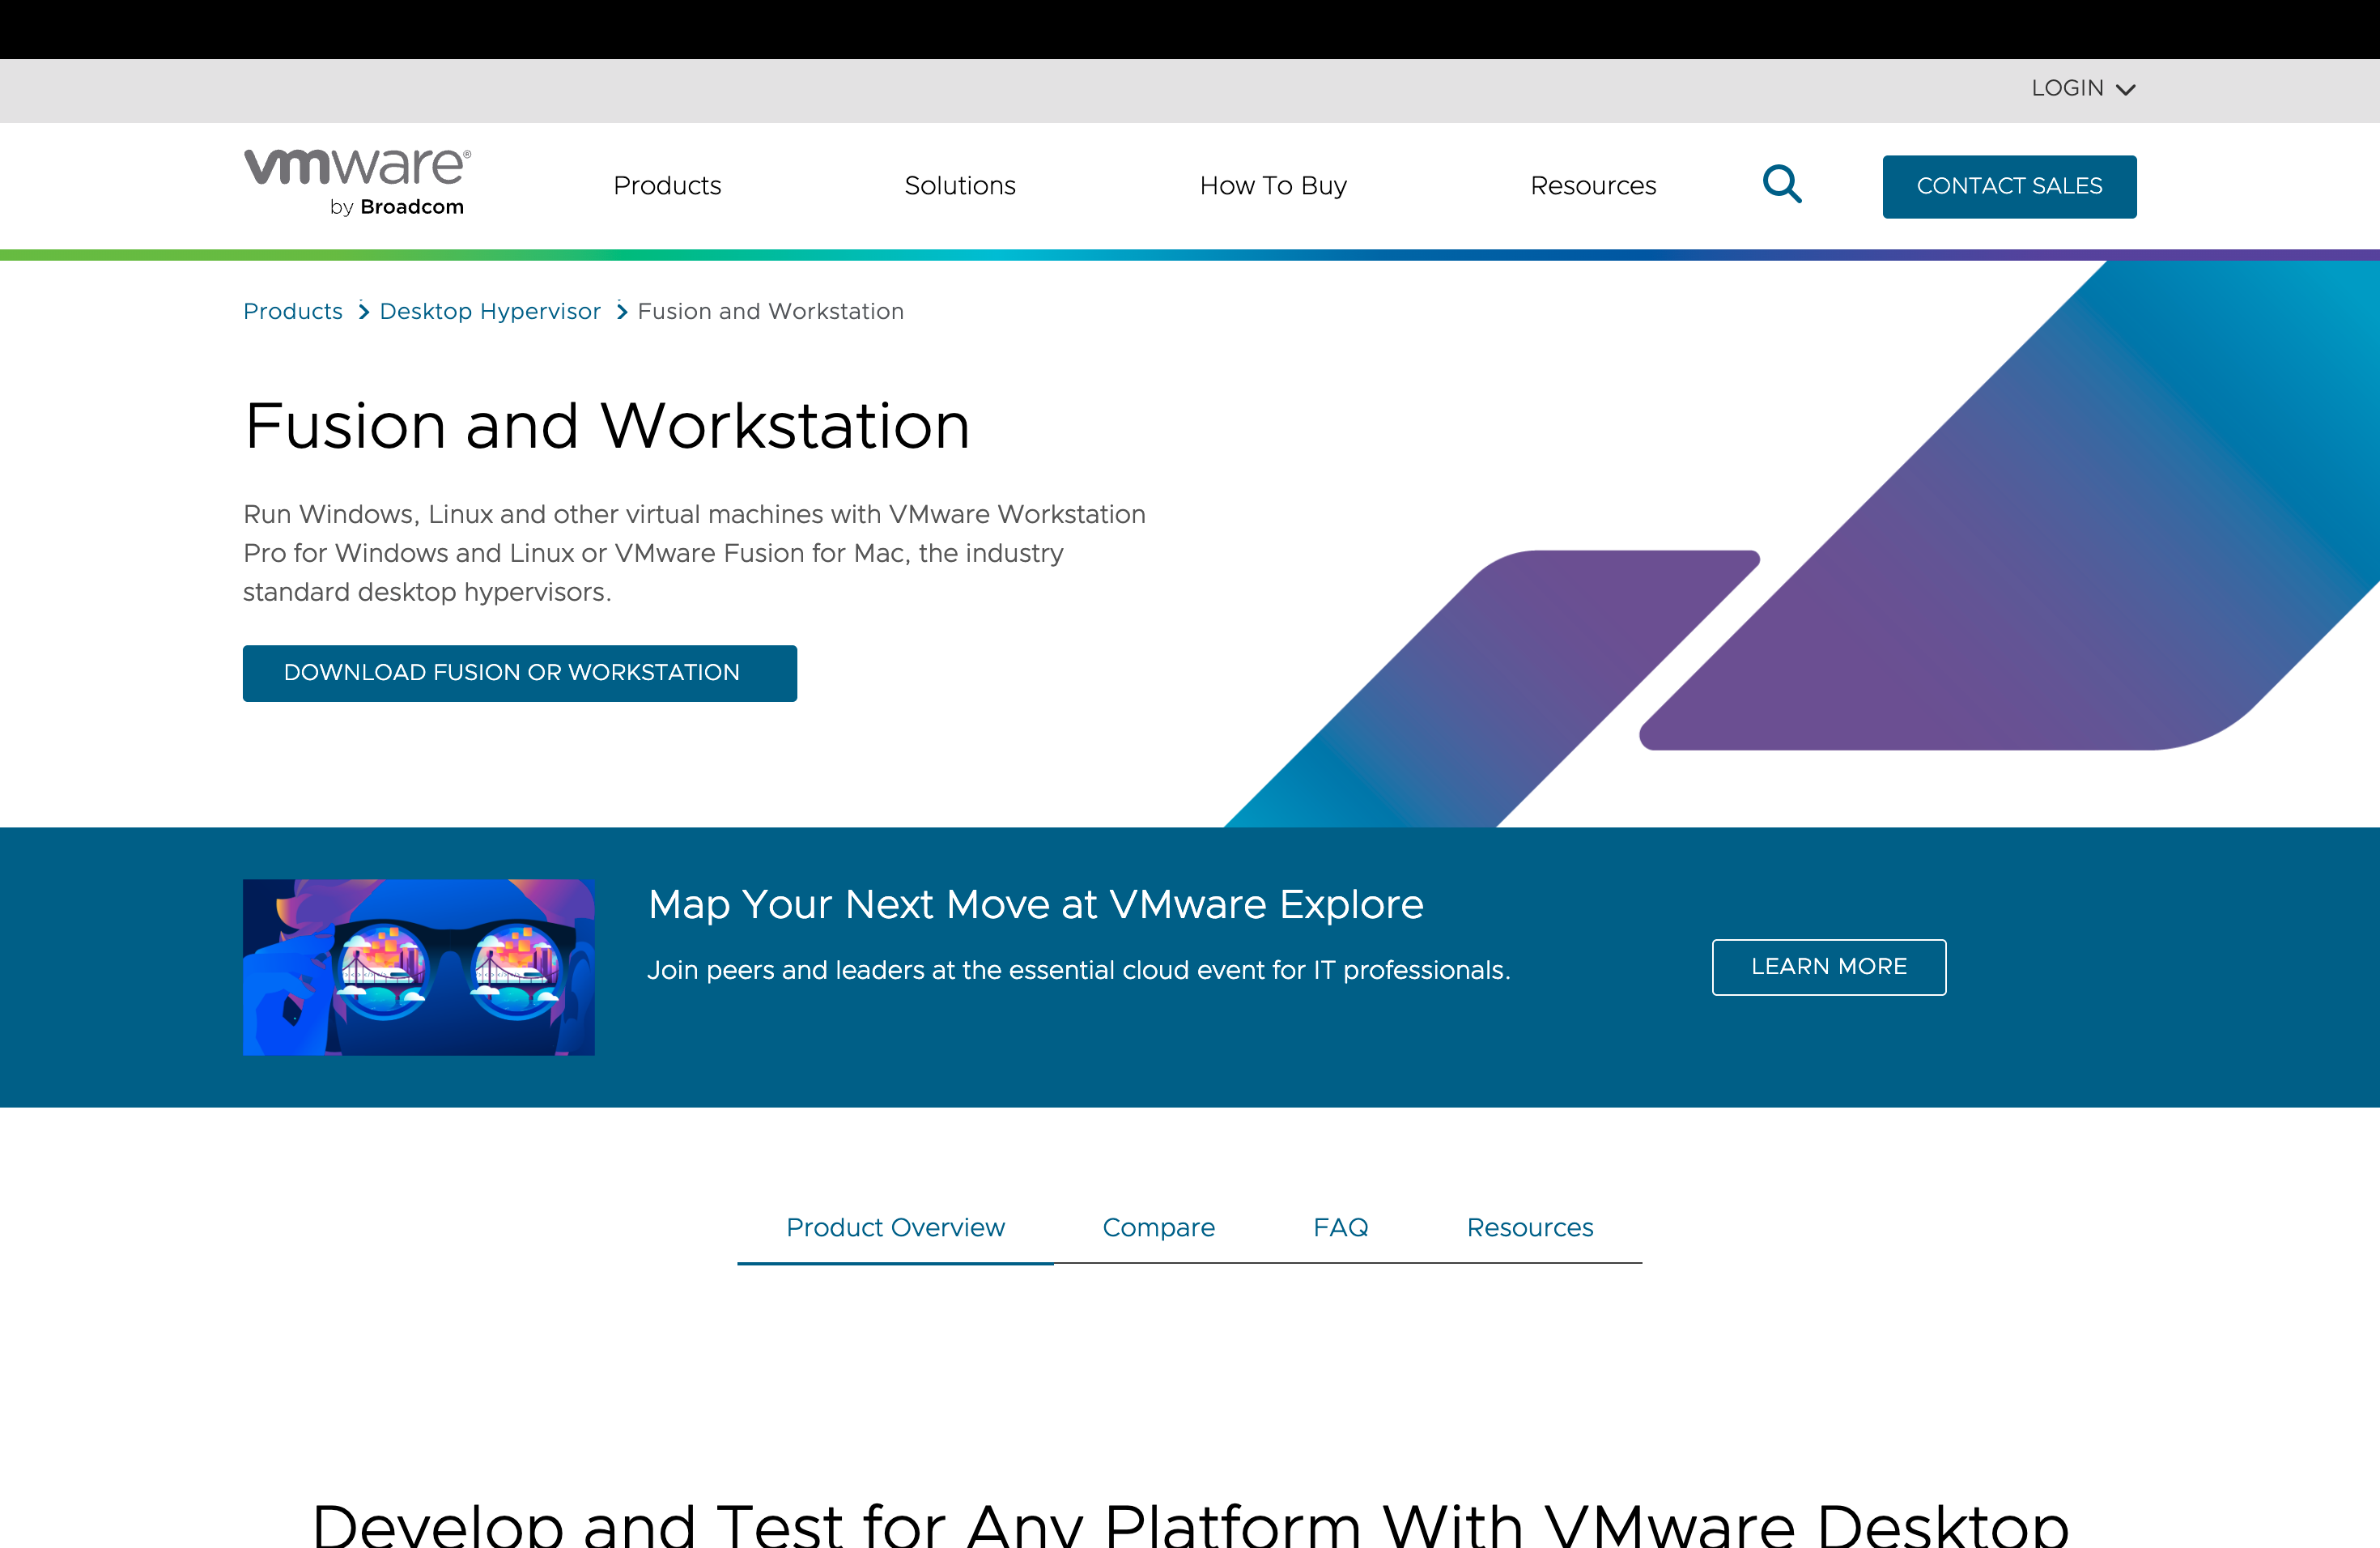 LOGIN
vmware®
by Broadcom
Products
Solutions
How To Buy
Resources
CONTACT SALES
Products
Desktop Hypervisor
Fusion and Workstation
Fusion and Workstation
Run Windows, Linux and other virtual machines with VMware Workstation
Pro for Windows and Linux or VMware Fusion for Mac, the industry
standard desktop hypervisors.
DOWNLOAD FUSION OR WORKSTATION
Map Your Next Move at VMware Explore
Join peers and leaders at the essential cloud event for IT professionals.
LEARN MORE
Product Overview
Compare
FAQ
Resources
Develop and Test for Any Platform With VMware Desktop